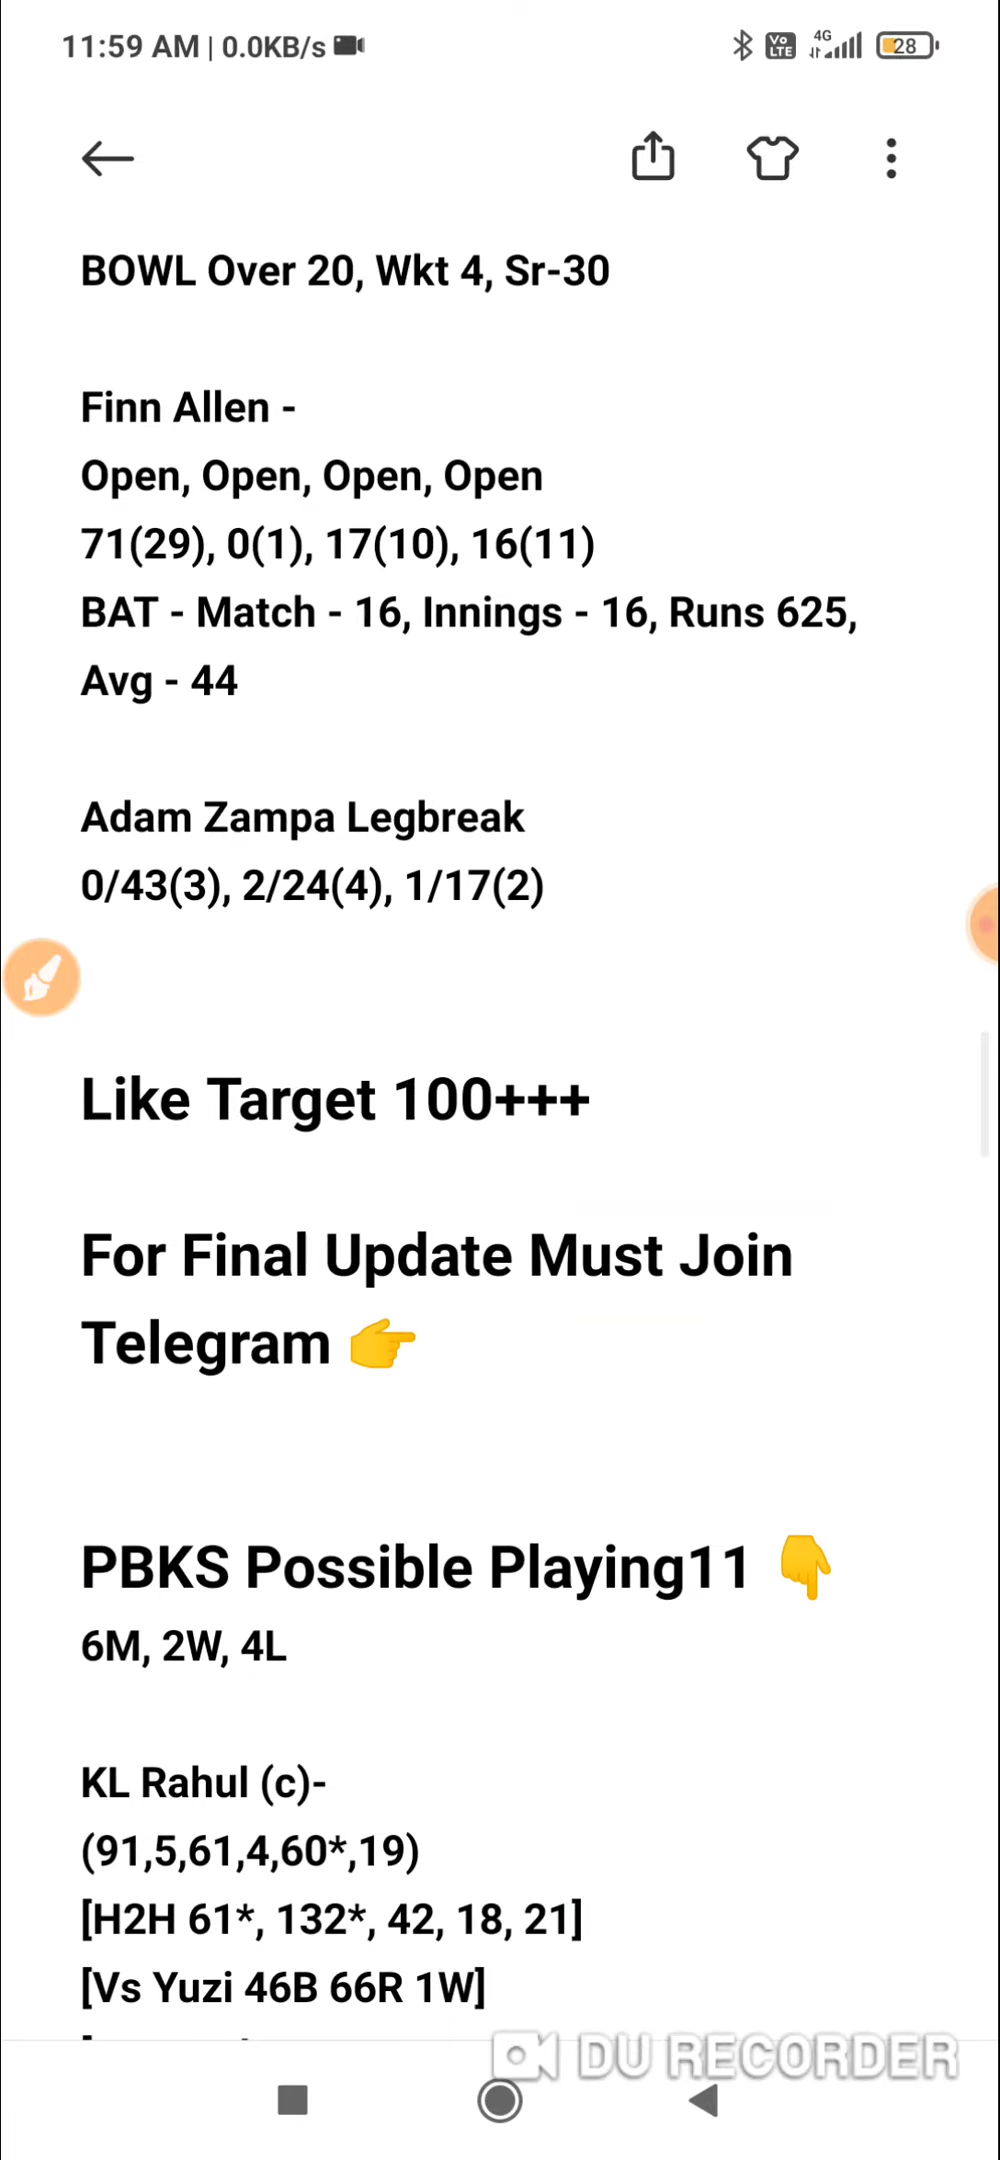 11:59 AM | 0.0KB/s
Vo LTE 4G 28
BOWL Over 20, Wkt 4, Sr-30
Finn Allen -
Open, Open, Open, Open
71(29), 0(1), 17(10), 16(11)
BAT - Match - 16, Innings - 16, Runs 625,
Avg - 44
Adam Zampa Legbreak
0/43(3), 2/24(4), 1/17(2)
Like Target 100+++
For Final Update Must Join
Telegram 👉
PBKS Possible Playing11 👇
6M, 2W, 4L
KL Rahul (c)-
(91,5,61,4,60*,19)
[H2H 61*, 132*, 42, 18, 21]
[Vs Yuzi 46B 66R 1W]
DU RECORDER